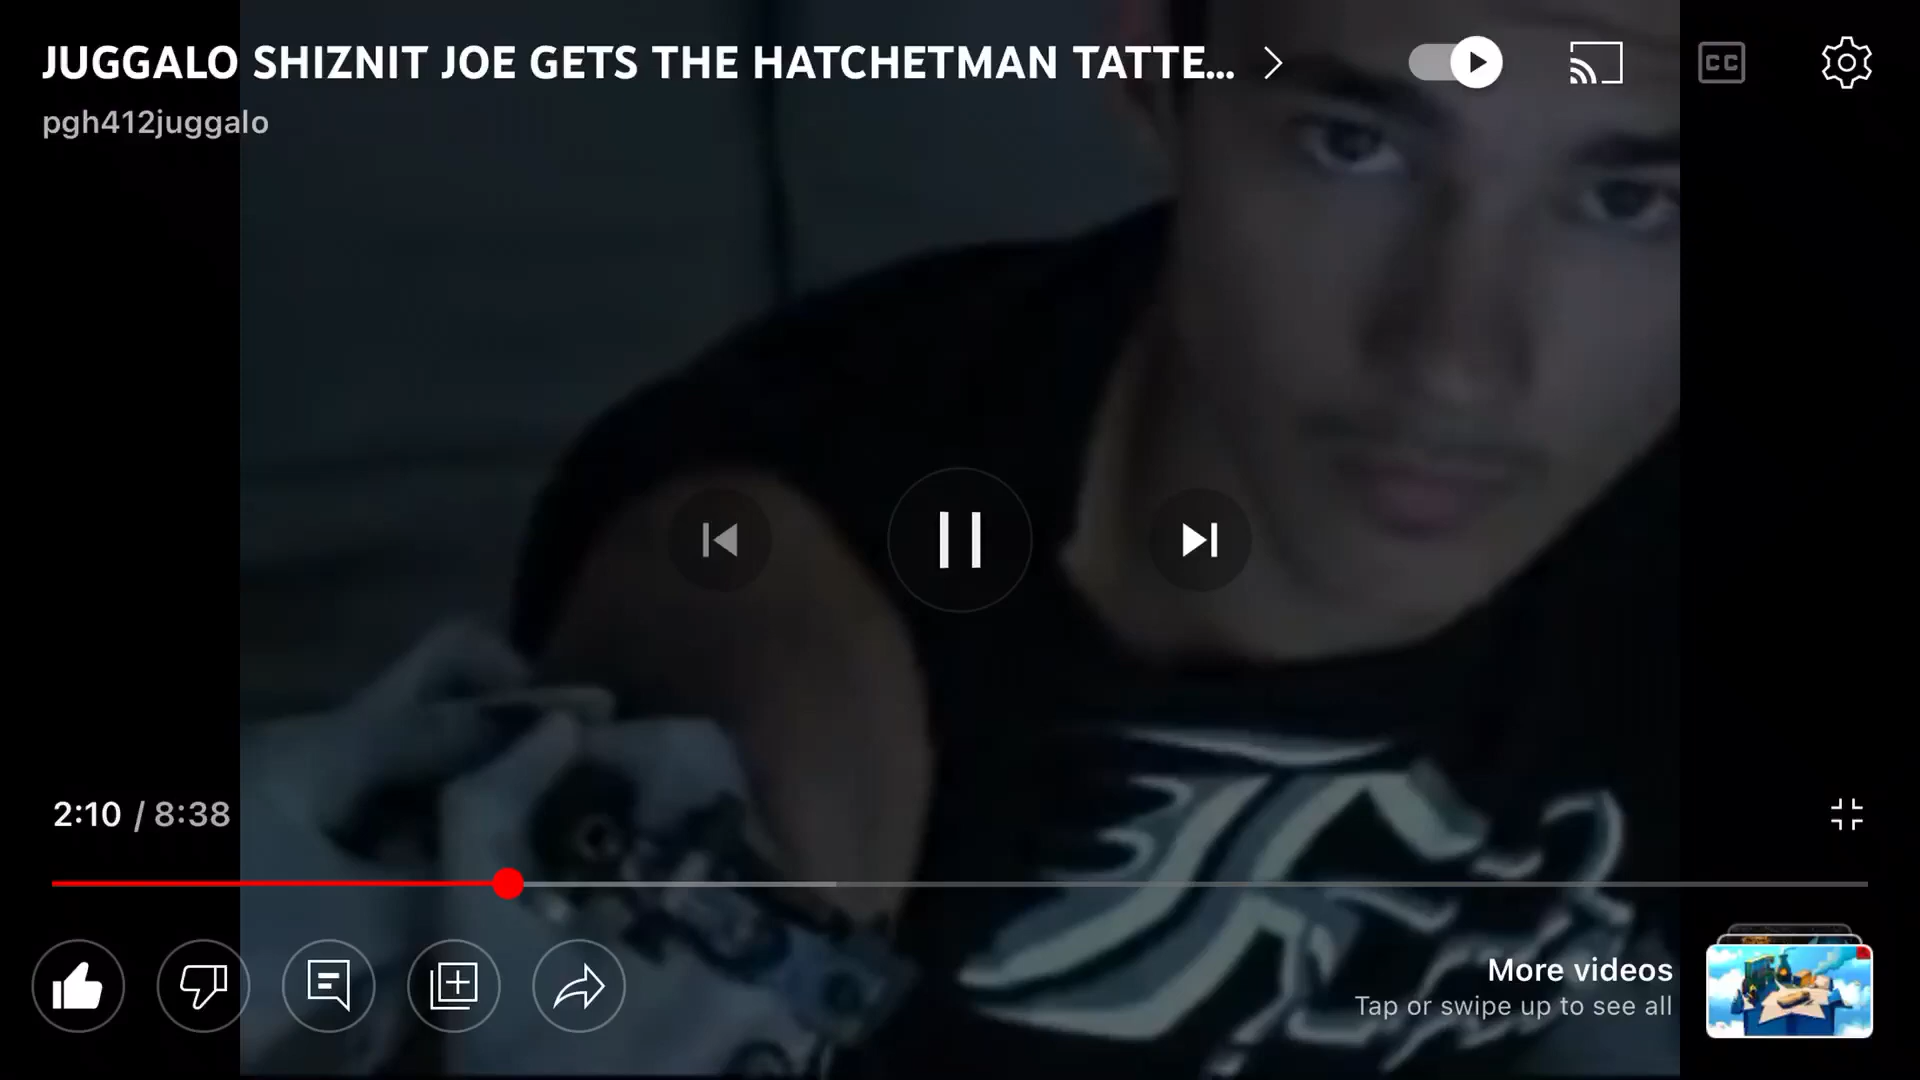 JUGGALO SHIZNIT JOE GETS THE HATCHETMAN TATTE...
CC
pgh412juggalo
2:10 / 8:38
More videos
Tap or swipe up to see all